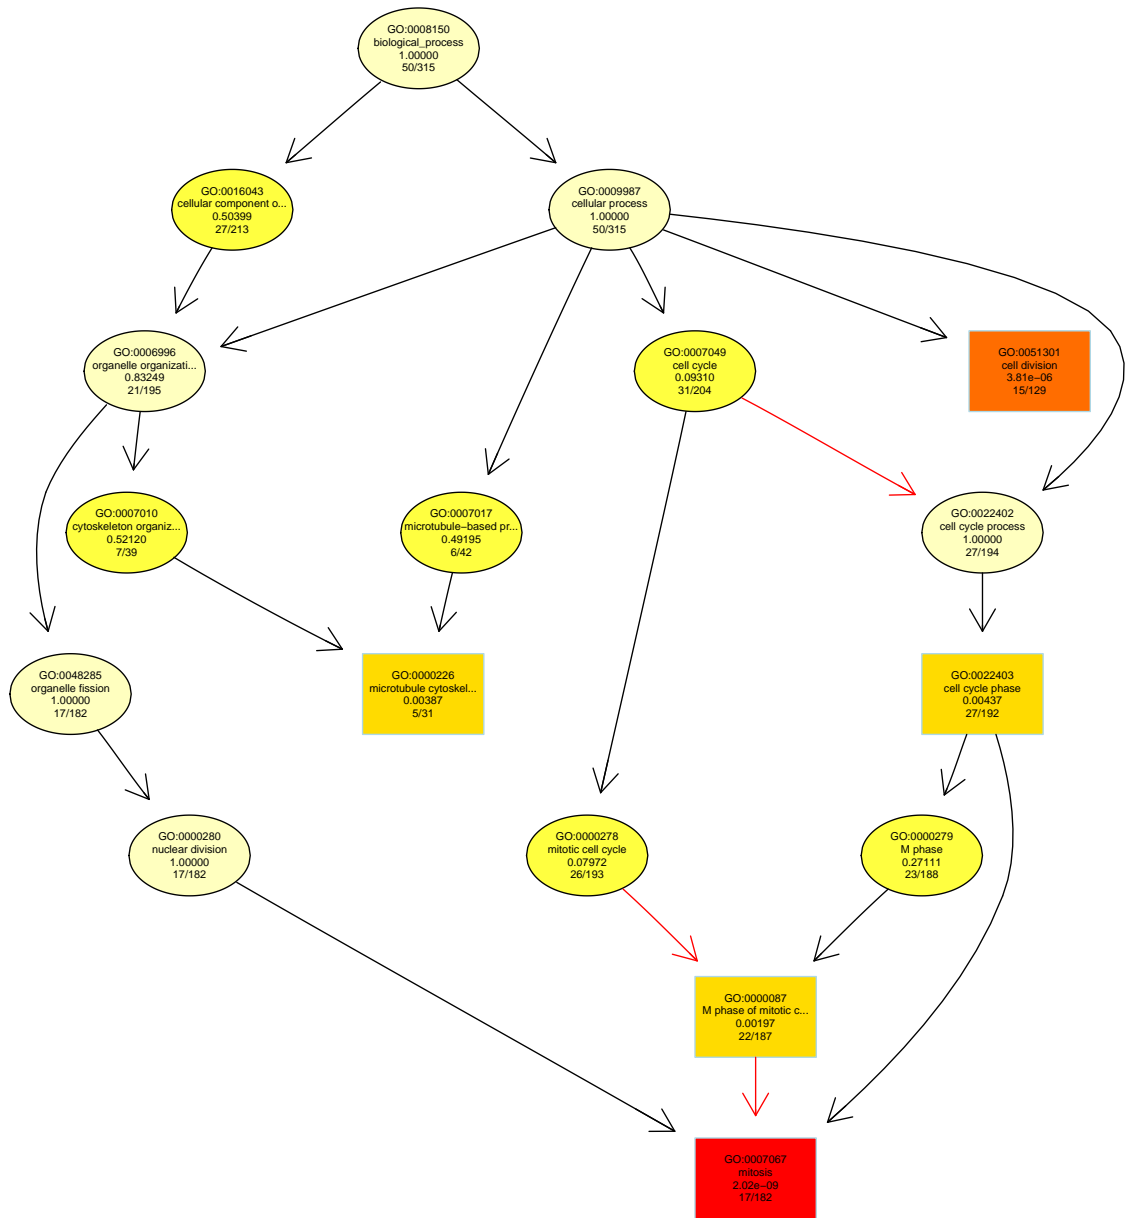 GO:0008150
biological_process
1.00000
50/315
GO:0016043
cellular component o...
0.50399
27/213
GO:0009987
cellular process
1.00000
50/315
GO:0006996
organelle organizati...
0.83249
21/195
GO:0007049
cell cycle
0.09310
31/204
GO:0051301
cell division
3.81e−06
15/129
GO:0007010
cytoskeleton organiz...
0.52120
7/39
GO:0007017
microtubule−based pr...
0.49195
6/42
GO:0022402
cell cycle process
1.00000
27/194
GO:0048285
organelle fission
1.00000
17/182
GO:0000226
microtubule cytoskel...
0.00387
5/31
GO:0022403
cell cycle phase
0.00437
27/192
GO:0000280
nuclear division
1.00000
17/182
GO:0000278
mitotic cell cycle
0.07972
26/193
GO:0000279
M phase
0.27111
23/188
GO:0000087
M phase of mitotic c...
0.00197
22/187
GO:0007067
mitosis
2.02e−09
17/182